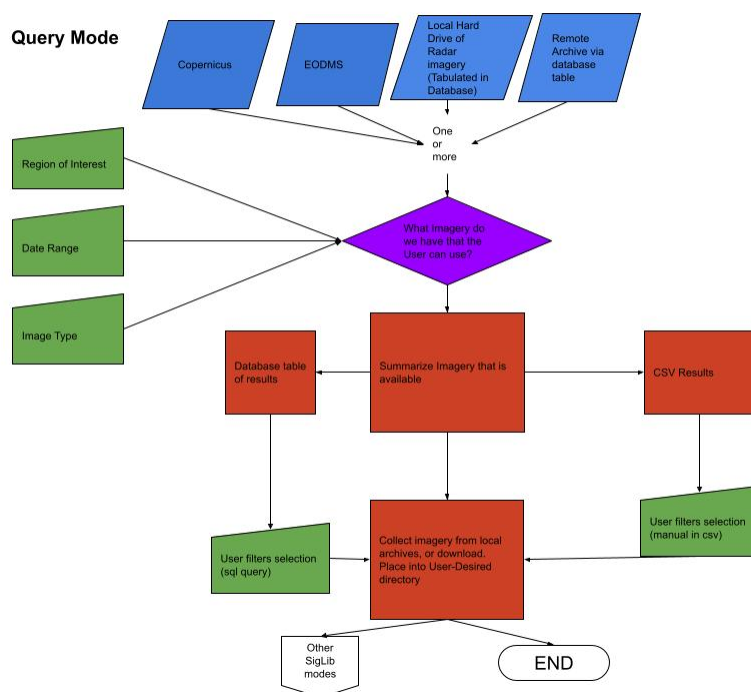 Query Mode
Copernicus
EODMS
Local Hard
Drive of
Radar
imagery
(Tabulated in
Database)
Remote
Archive via
database
table
One
or
more
Region of Interest
Date Range
Image Type
What imagery do
we have that the
User can use?
Database table
of results
Summarize Imagery that is
available
CSV Results
User filters selection
(sql query)
Collect imagery from local
archives, or download.
Place into User-Desired
directory
User filters selection
(manual in csv)
Other
SigLib
modes
END